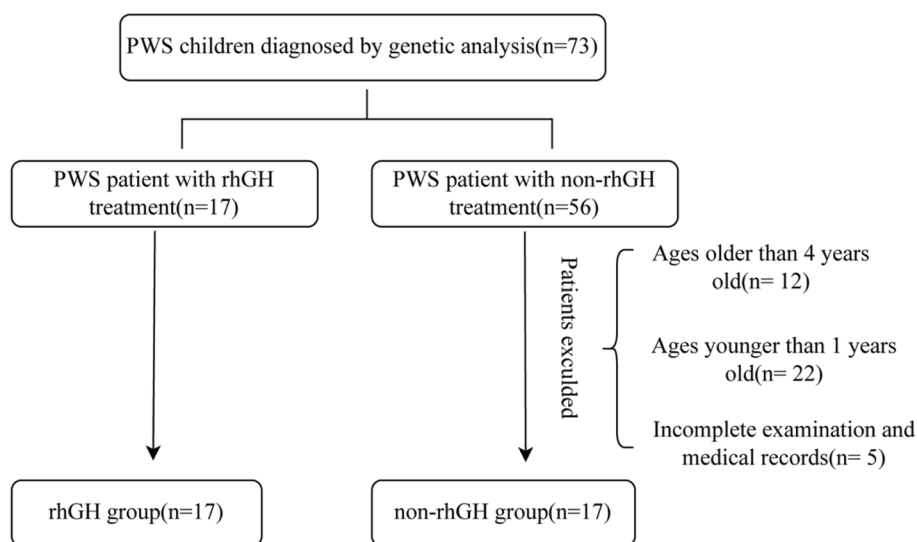 PWS children diagnosed by genetic analysis(n=73)
PWS patient with rhGH
treatment(n=17)
PWS patient with non-rhGH
treatment(n=56)
Patients exculded
Ages older than 4 years
old(n= 12)
Ages younger than 1 years
old(n= 22)
Incomplete examination and
medical records(n= 5)
rhGH group(n=17)
non-rhGH group(n=17)